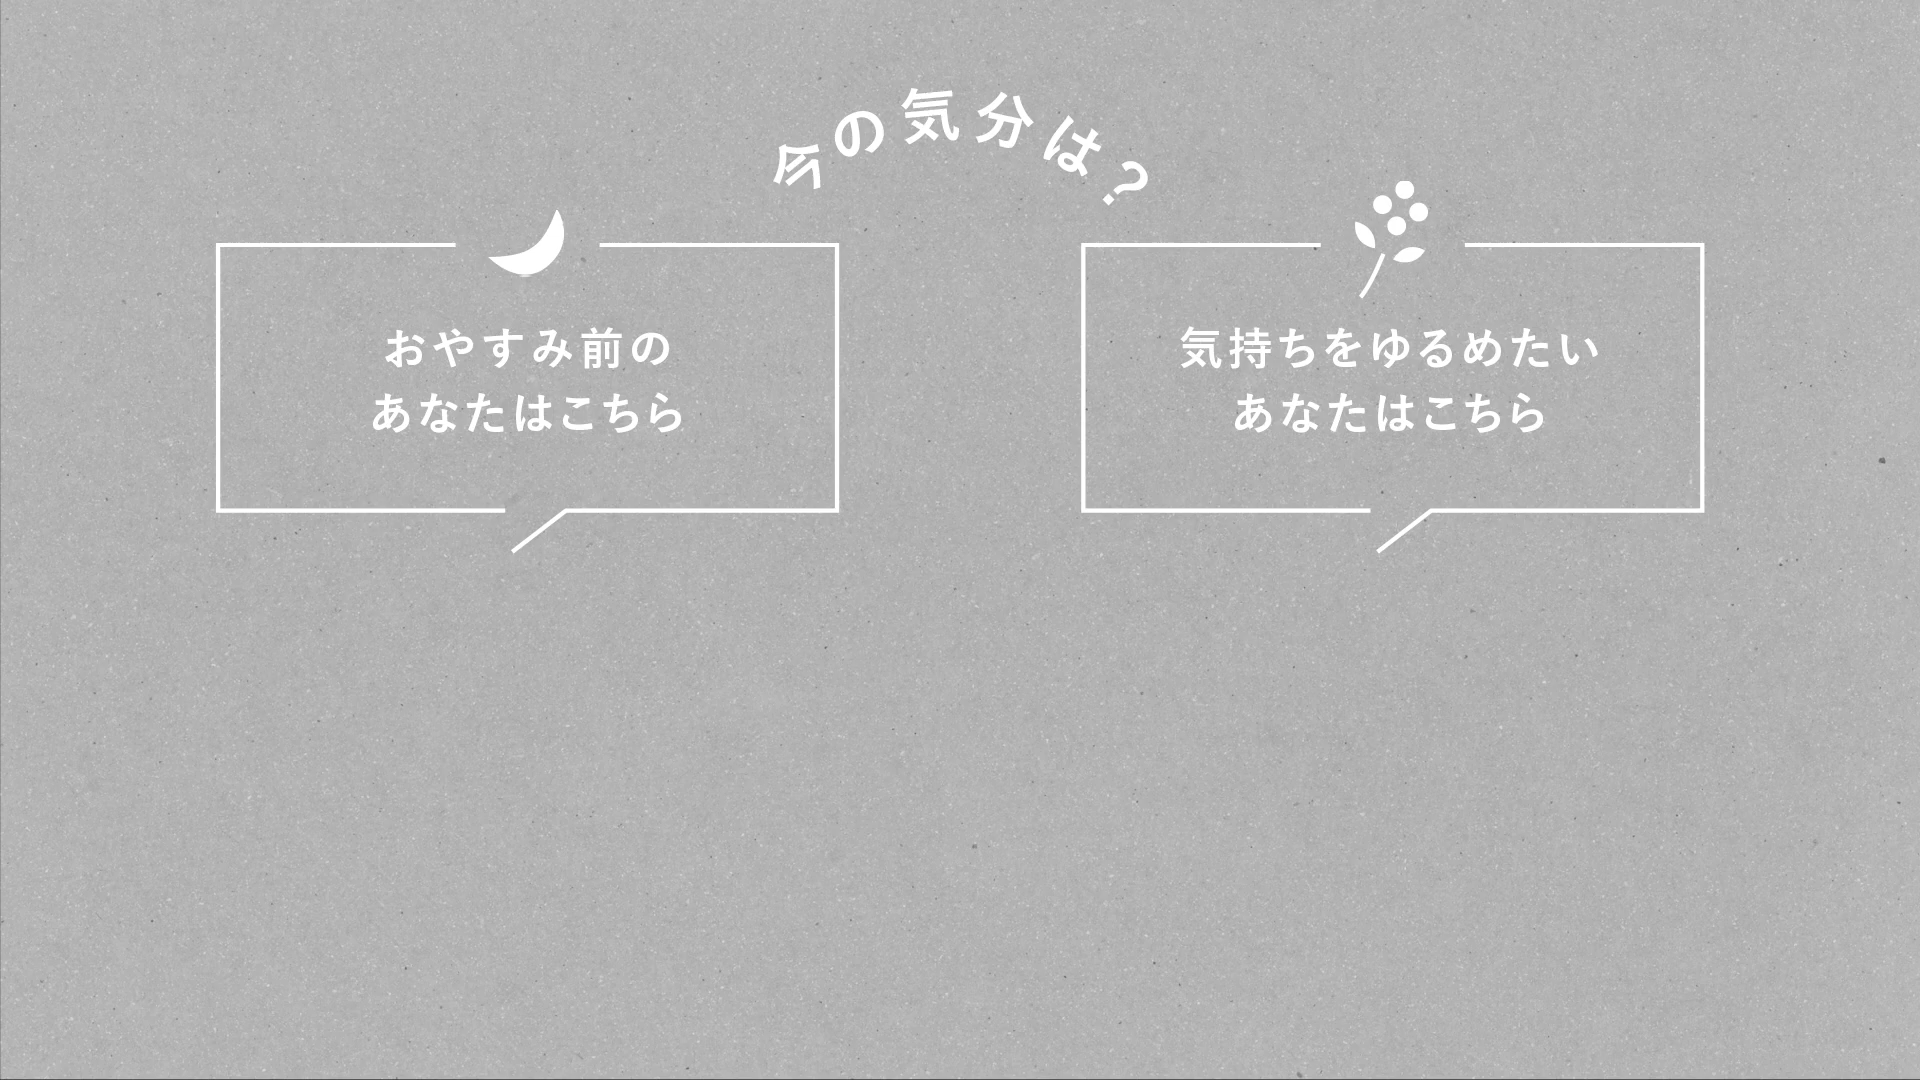 今の気分は?
おやすみ前の
あなたはこちら
気持ちをゆるめたい
あなたはこちら